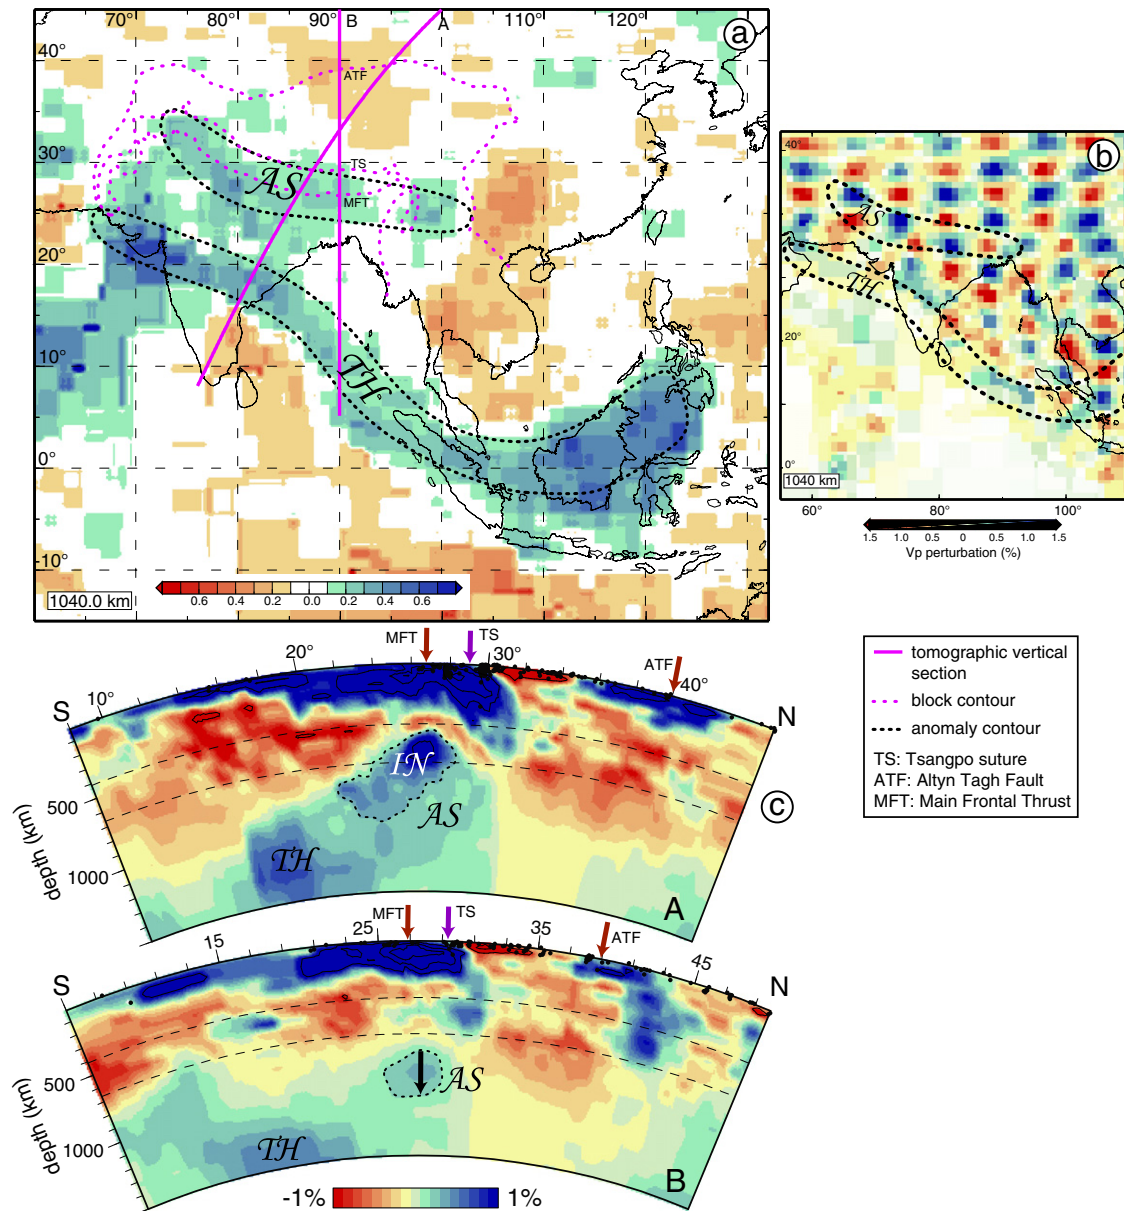 70° 80° 90° B A 110° 120°
a
40°
ATF
30°
TS
AS
MFT
20°
10°
TH
0°
-10°
0.6 0.4 0.2 0.0 0.2 0.4 0.6
1040.0 km
40°
b
AS
TH
20°
0°
1040 km
60° 80° 100°
1.5 1.0 0.5 0 0.5 1.0 1.5
Vp perturbation (%)
tomographic vertical
section
block contour
anomaly contour
TS: Tsangpo suture
ATF: Altyn Tagh Fault
MFT: Main Frontal Thrust
MFT TS
20° 30° ATF
10° 40°
S N
IN
500 AS c
TH
1000
depth (km)
A
MFT TS
25 35 ATF
15 45
S N
500 AS
1000 TH
depth (km)
B
-1% 1%